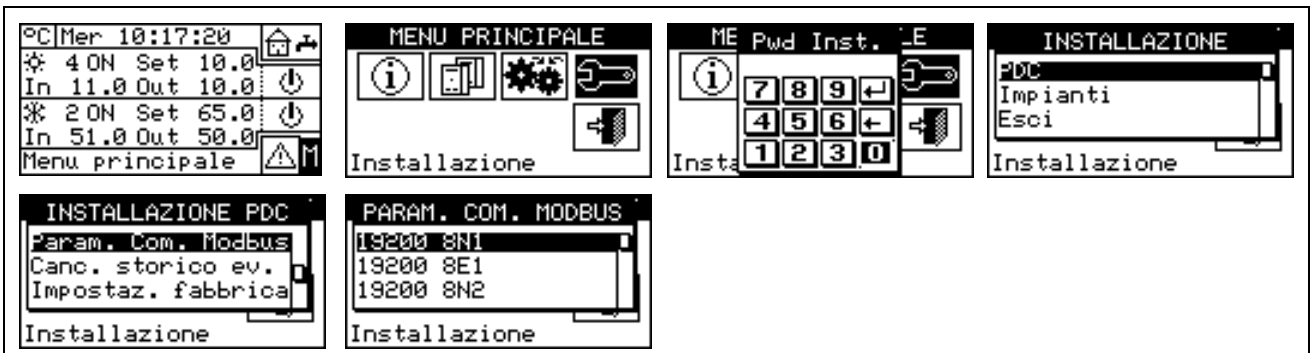 °C Mer 10:17:20
4 ON Set 10.0
In 11.0 Out 10.0
2 ON Set 65.0
In 51.0 Out 50.0
Menu principale M
MENU PRINCIPALE
i
Installazione
ME Pwd Inst. LE
i
7 8 9 ↵
4 5 6 ←
1 2 3 0
Insta
INSTALLAZIONE
PDC
Impianti
Esci
INSTALLAZIONE PDC
Param. Com. Modbus
Canc. storico ev.
Impostaz. fabbrica
Installazione
PARAM. COM. MODBUS
19200 8N1
19200 8E1
19200 8N2
Installazione